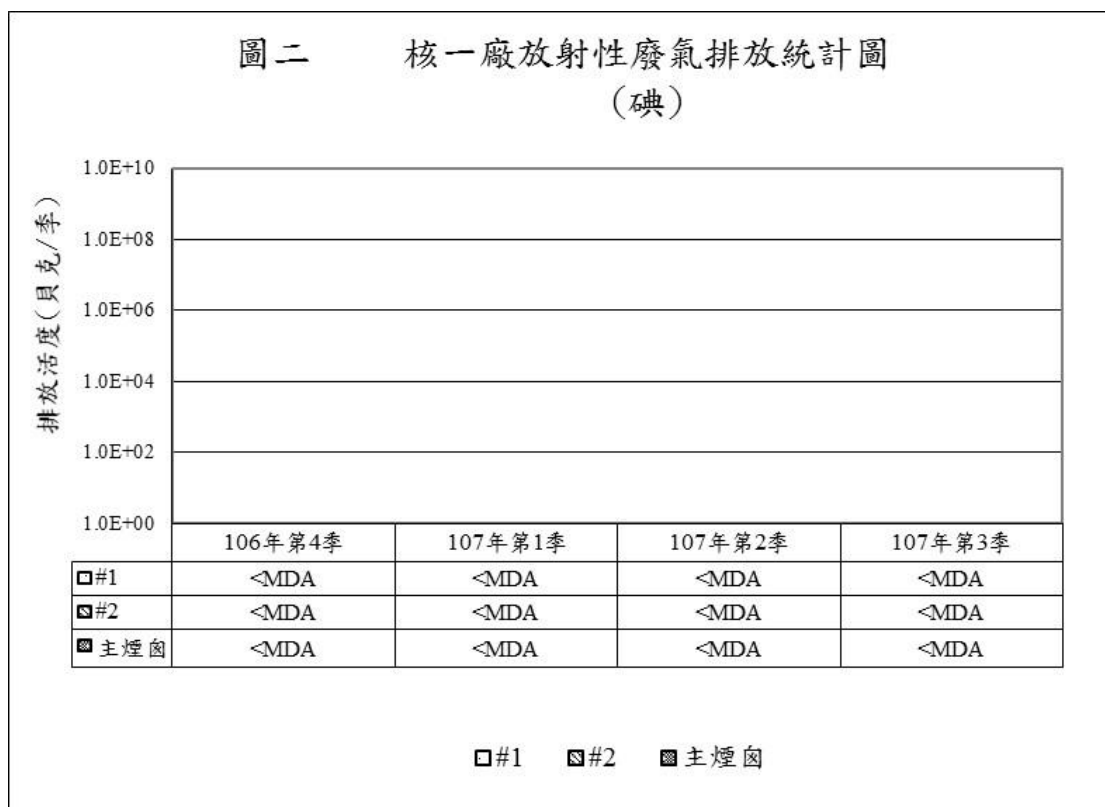 圖二 核一廠放射性廢氣排放統計圖
(碘)
排放活度(貝克/季)
1.0E+10
1.0E+08
1.0E+06
1.0E+04
1.0E+02
1.0E+00
106年第4季 107年第1季 107年第2季 107年第3季
#1 <MDA <MDA <MDA <MDA
#2 <MDA <MDA <MDA <MDA
主煙囪 <MDA <MDA <MDA <MDA
#1 #2 主煙囪